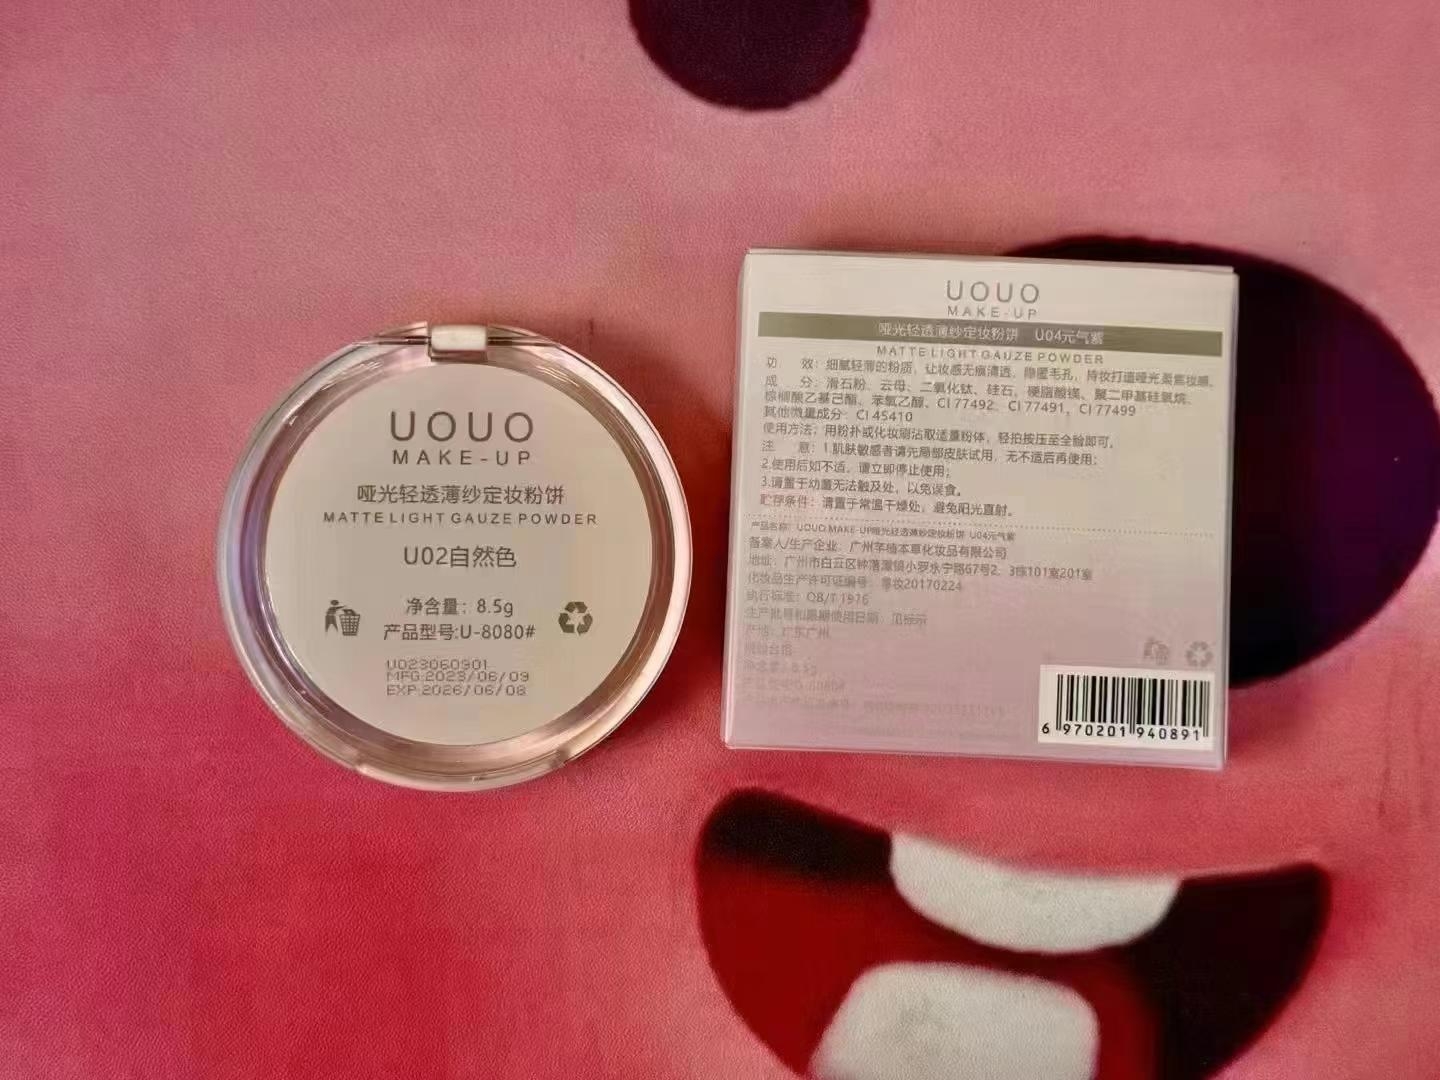 UOUO
MAKE-UP
哑光轻透薄纱定妆粉饼
MATTE LIGHT GAUZE POWDER
U02自然色
净含量：8.5g
产品型号:U-8080#
U023060901
MFG:2023/06/09
EXP:2026/06/08
UOUO
MAKE-UP
哑光轻透薄纱定妆粉饼 U04元气紫
MATTE LIGHT GAUZE POWDER
功 效：细腻轻薄的粉质，让妆感无痕清透，隐匿毛孔，持妆打造哑光柔焦妆感。
成 分：滑石粉、云母、二氧化钛、硅石、硬脂酸镁、聚二甲基硅氧烷、
棕榈酸乙基己酯、苯氧乙醇、CI 77492、CI 77491、CI 77499
其他微量成分：CI 45410
使用方法：用粉扑或化妆刷沾取适量粉体，轻拍按压至全脸即可。
注 意：1.肌肤敏感者请先局部皮肤试用，无不适后再使用；
2.使用后如不适，请立即停止使用；
3.请置于幼童无法触及处，以免误食。
贮存条件：请置于常温干燥处，避免阳光直射。
产品名称：UOUO MAKE-UP哑光轻透薄纱定妆粉饼 U04元气紫
备案人/生产企业：广州芊植本草化妆品有限公司
地址：广州市白云区钟落潭镇小罗永宁路67号2、3栋101室201室
化妆品生产许可证编号：粤妆20170224
执行标准：QB/T 1976
生产批号和限期使用日期：见标示
产地：广东广州
净含量：8.5g
6 970201 940891